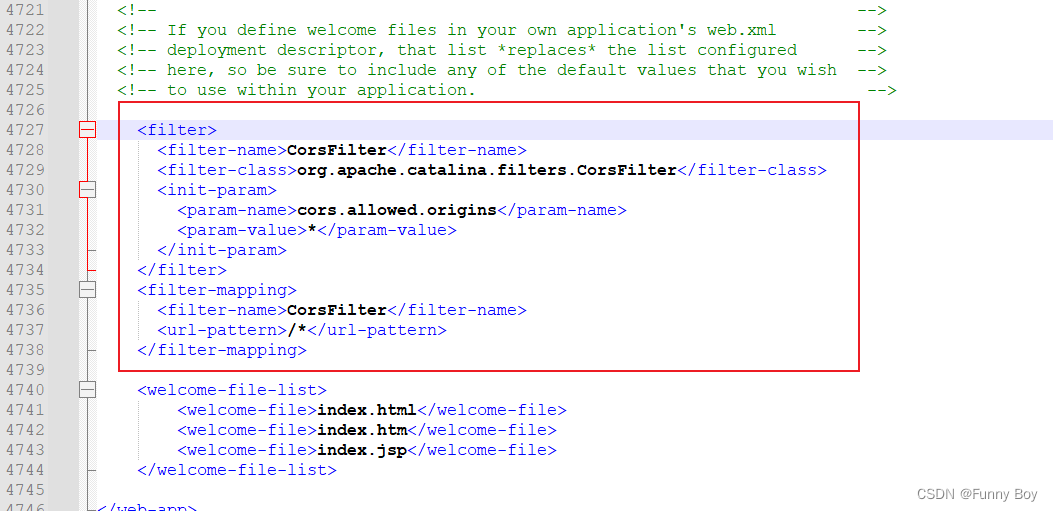 4721 <!-- -->
4722 <!-- If you define welcome files in your own application's web.xml -->
4723 <!-- deployment descriptor, that list *replaces* the list configured -->
4724 <!-- here, so be sure to include any of the default values that you wish -->
4725 <!-- to use within your application. -->
4726
4727 <filter>
4728 <filter-name>CorsFilter</filter-name>
4729 <filter-class>org.apache.catalina.filters.CorsFilter</filter-class>
4730 <init-param>
4731 <param-name>cors.allowed.origins</param-name>
4732 <param-value>*</param-value>
4733 </init-param>
4734 </filter>
4735 <filter-mapping>
4736 <filter-name>CorsFilter</filter-name>
4737 <url-pattern>/*</url-pattern>
4738 </filter-mapping>
4739
4740 <welcome-file-list>
4741 <welcome-file>index.html</welcome-file>
4742 <welcome-file>index.htm</welcome-file>
4743 <welcome-file>index.jsp</welcome-file>
4744 </welcome-file-list>
4745
4746 </web-app>
CSDN @Funny Boy